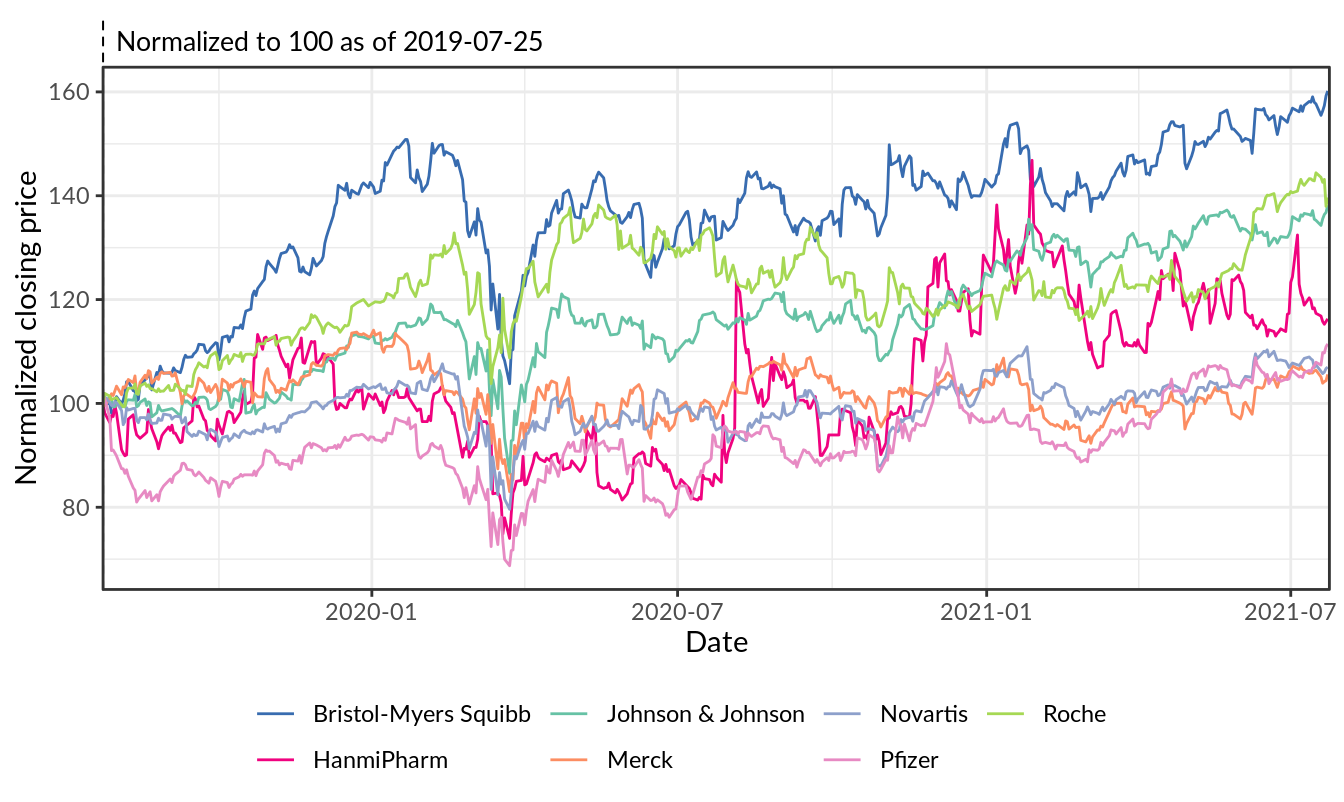 Normalized to 100 as of 2019-07-25
Normalized closing price
160
140
120
100
80
2020-01 2020-07 2021-01 2021-07
Date
Bristol-Myers Squibb Johnson & Johnson Novartis Roche
HanmiPharm Merck Pfizer